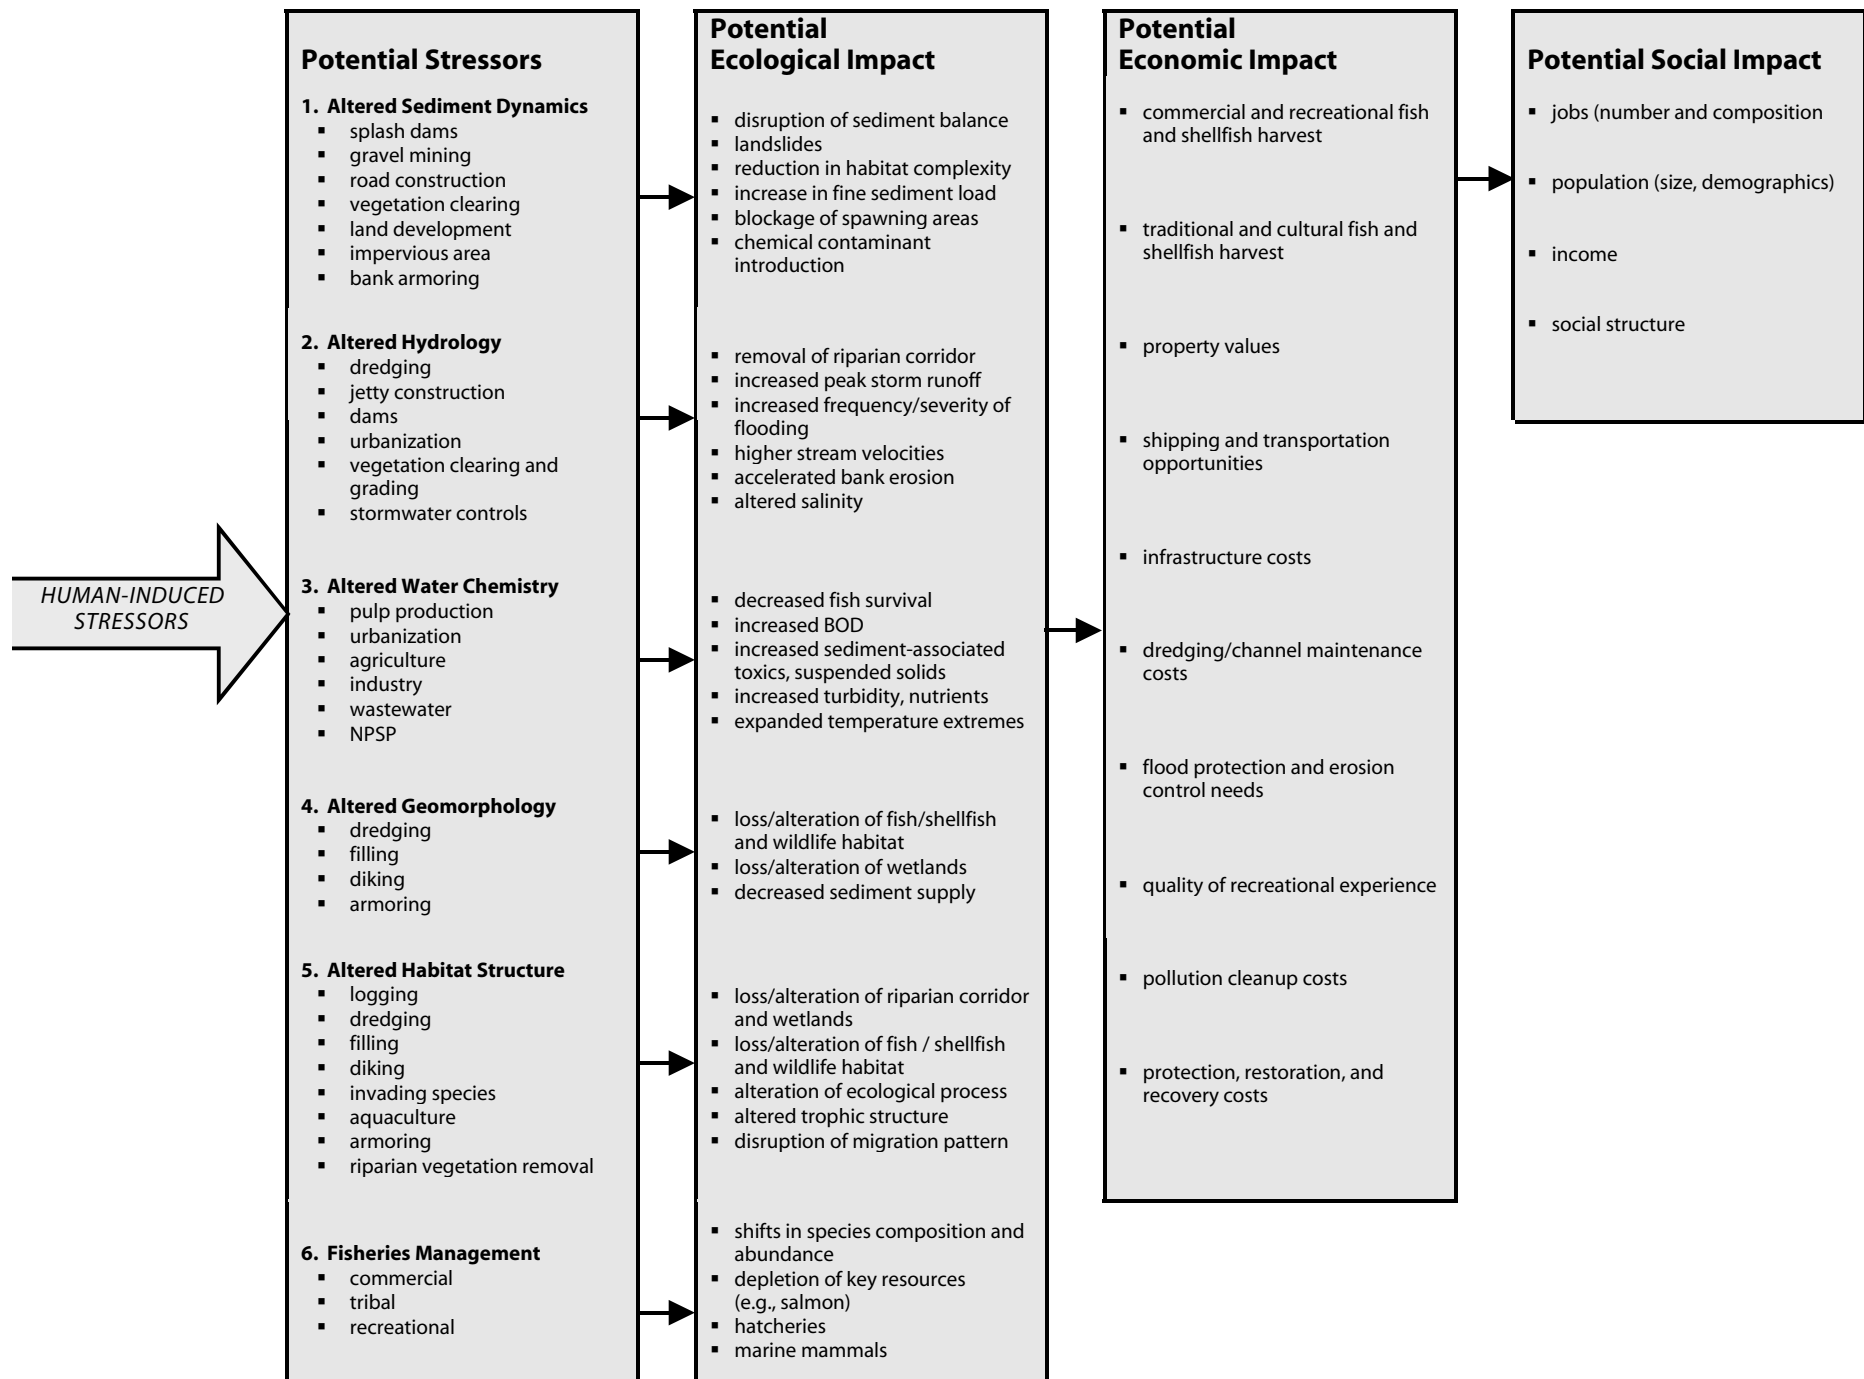 HUMAN-INDUCED
STRESSORS
Potential Stressors
1. Altered Sediment Dynamics
▪ splash dams
▪ gravel mining
▪ road construction
▪ vegetation clearing
▪ land development
▪ impervious area
▪ bank armoring
2. Altered Hydrology
▪ dredging
▪ jetty construction
▪ dams
▪ urbanization
▪ vegetation clearing and
grading
▪ stormwater controls
3. Altered Water Chemistry
▪ pulp production
▪ urbanization
▪ agriculture
▪ industry
▪ wastewater
▪ NPSP
4. Altered Geomorphology
▪ dredging
▪ filling
▪ diking
▪ armoring
5. Altered Habitat Structure
▪ logging
▪ dredging
▪ filling
▪ diking
▪ invading species
▪ aquaculture
▪ armoring
▪ riparian vegetation removal
6. Fisheries Management
▪ commercial
▪ tribal
▪ recreational
Potential
Ecological Impact
▪ disruption of sediment balance
▪ landslides
▪ reduction in habitat complexity
▪ increase in fine sediment load
▪ blockage of spawning areas
▪ chemical contaminant
introduction
▪ removal of riparian corridor
▪ increased peak storm runoff
▪ increased frequency/severity of
flooding
▪ higher stream velocities
▪ accelerated bank erosion
▪ altered salinity
▪ decreased fish survival
▪ increased BOD
▪ increased sediment-associated
toxics, suspended solids
▪ increased turbidity, nutrients
▪ expanded temperature extremes
▪ loss/alteration of fish/shellfish
and wildlife habitat
▪ loss/alteration of wetlands
▪ decreased sediment supply
▪ loss/alteration of riparian corridor
and wetlands
▪ loss/alteration of fish / shellfish
and wildlife habitat
▪ alteration of ecological process
▪ altered trophic structure
▪ disruption of migration pattern
▪ shifts in species composition and
abundance
▪ depletion of key resources
(e.g., salmon)
▪ hatcheries
▪ marine mammals
Potential
Economic Impact
▪ commercial and recreational fish
and shellfish harvest
▪ traditional and cultural fish and
shellfish harvest
▪ property values
▪ shipping and transportation
opportunities
▪ infrastructure costs
▪ dredging/channel maintenance
costs
▪ flood protection and erosion
control needs
▪ quality of recreational experience
▪ pollution cleanup costs
▪ protection, restoration, and
recovery costs
Potential Social Impact
▪ jobs (number and composition
▪ population (size, demographics)
▪ income
▪ social structure